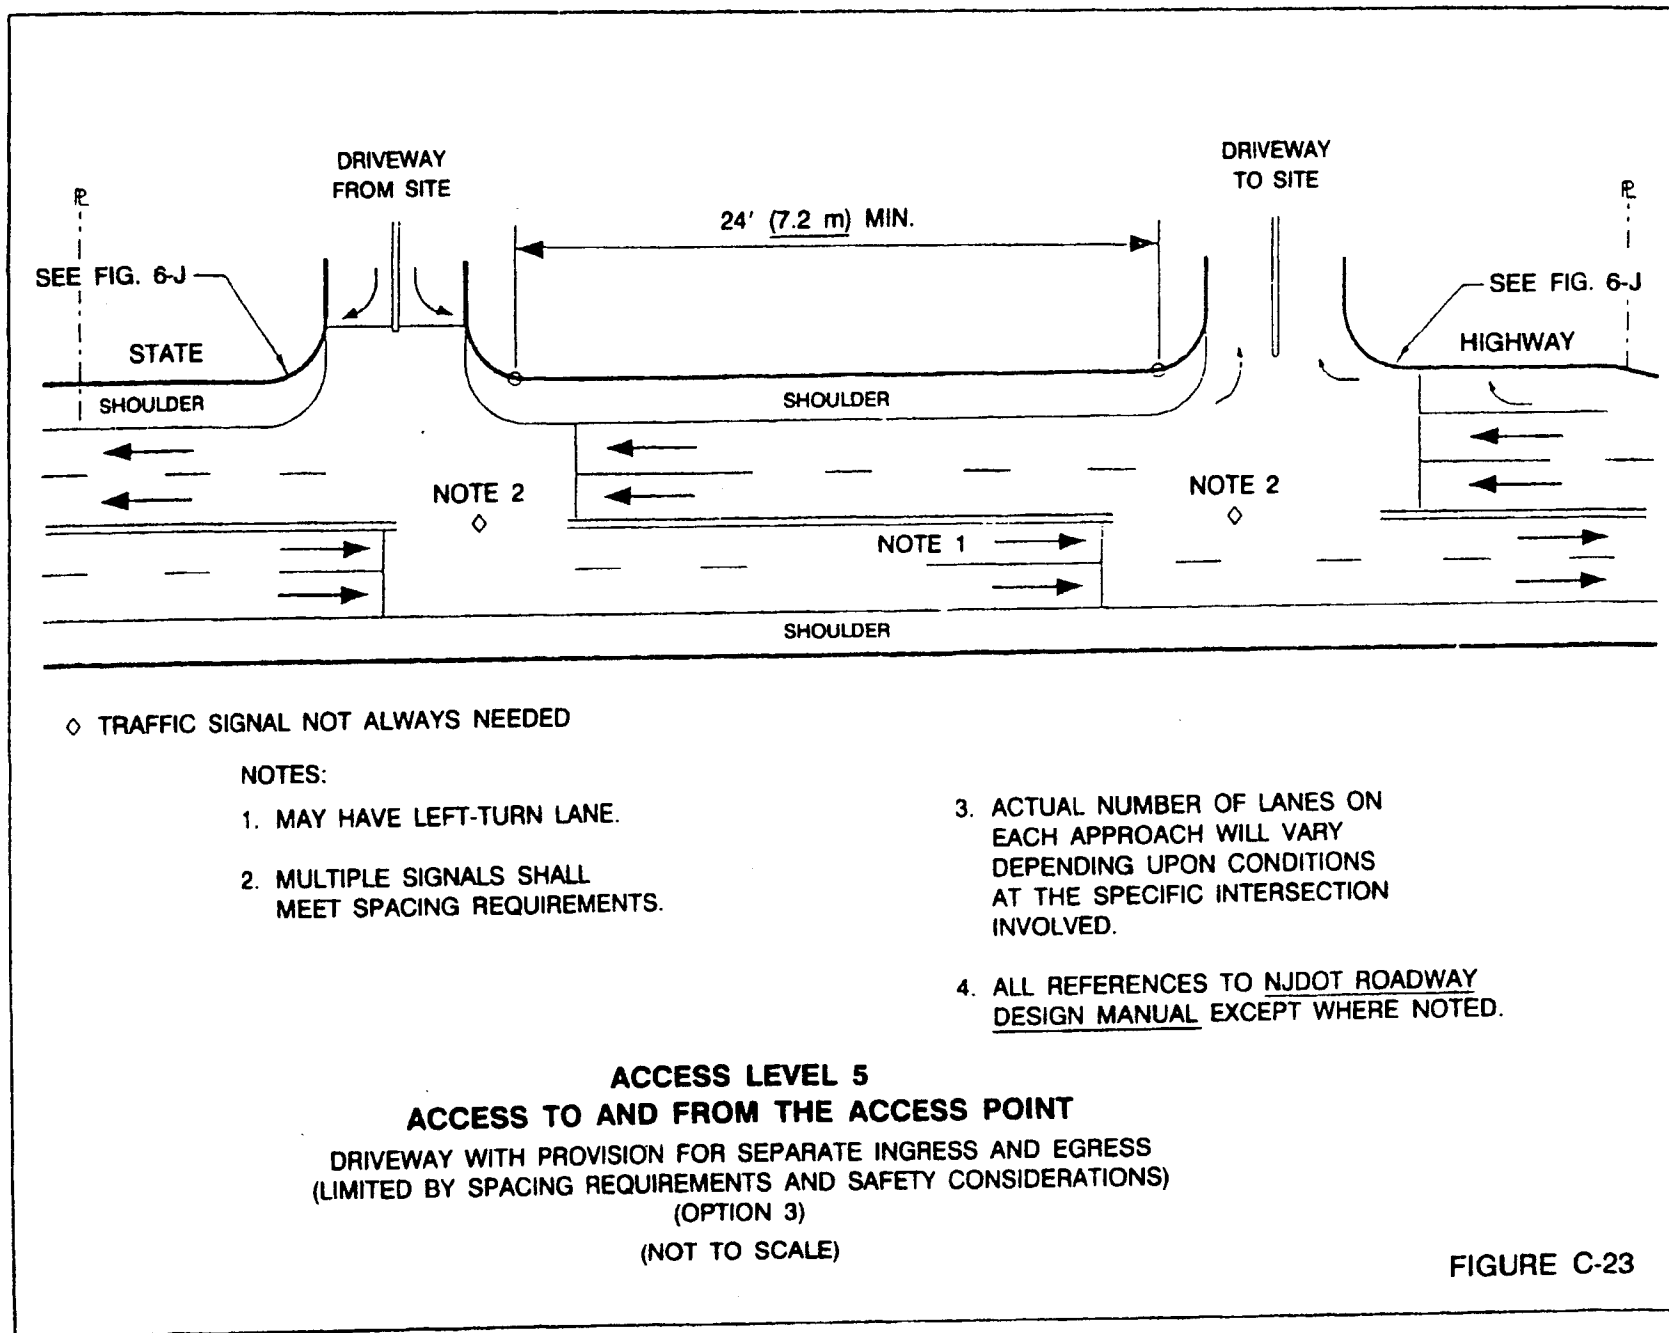 DRIVEWAY
FROM SITE
DRIVEWAY
TO SITE
℄
24' (7.2 m) MIN.
℄
SEE FIG. 6-J
SEE FIG. 6-J
STATE
HIGHWAY
SHOULDER
SHOULDER
NOTE 2
NOTE 2
NOTE 1
SHOULDER
◊ TRAFFIC SIGNAL NOT ALWAYS NEEDED
NOTES:
1. MAY HAVE LEFT-TURN LANE.
2. MULTIPLE SIGNALS SHALL
MEET SPACING REQUIREMENTS.
3. ACTUAL NUMBER OF LANES ON
EACH APPROACH WILL VARY
DEPENDING UPON CONDITIONS
AT THE SPECIFIC INTERSECTION
INVOLVED.
4. ALL REFERENCES TO NJDOT ROADWAY
DESIGN MANUAL EXCEPT WHERE NOTED.
ACCESS LEVEL 5
ACCESS TO AND FROM THE ACCESS POINT
DRIVEWAY WITH PROVISION FOR SEPARATE INGRESS AND EGRESS
(LIMITED BY SPACING REQUIREMENTS AND SAFETY CONSIDERATIONS)
(OPTION 3)
(NOT TO SCALE)
FIGURE C-23